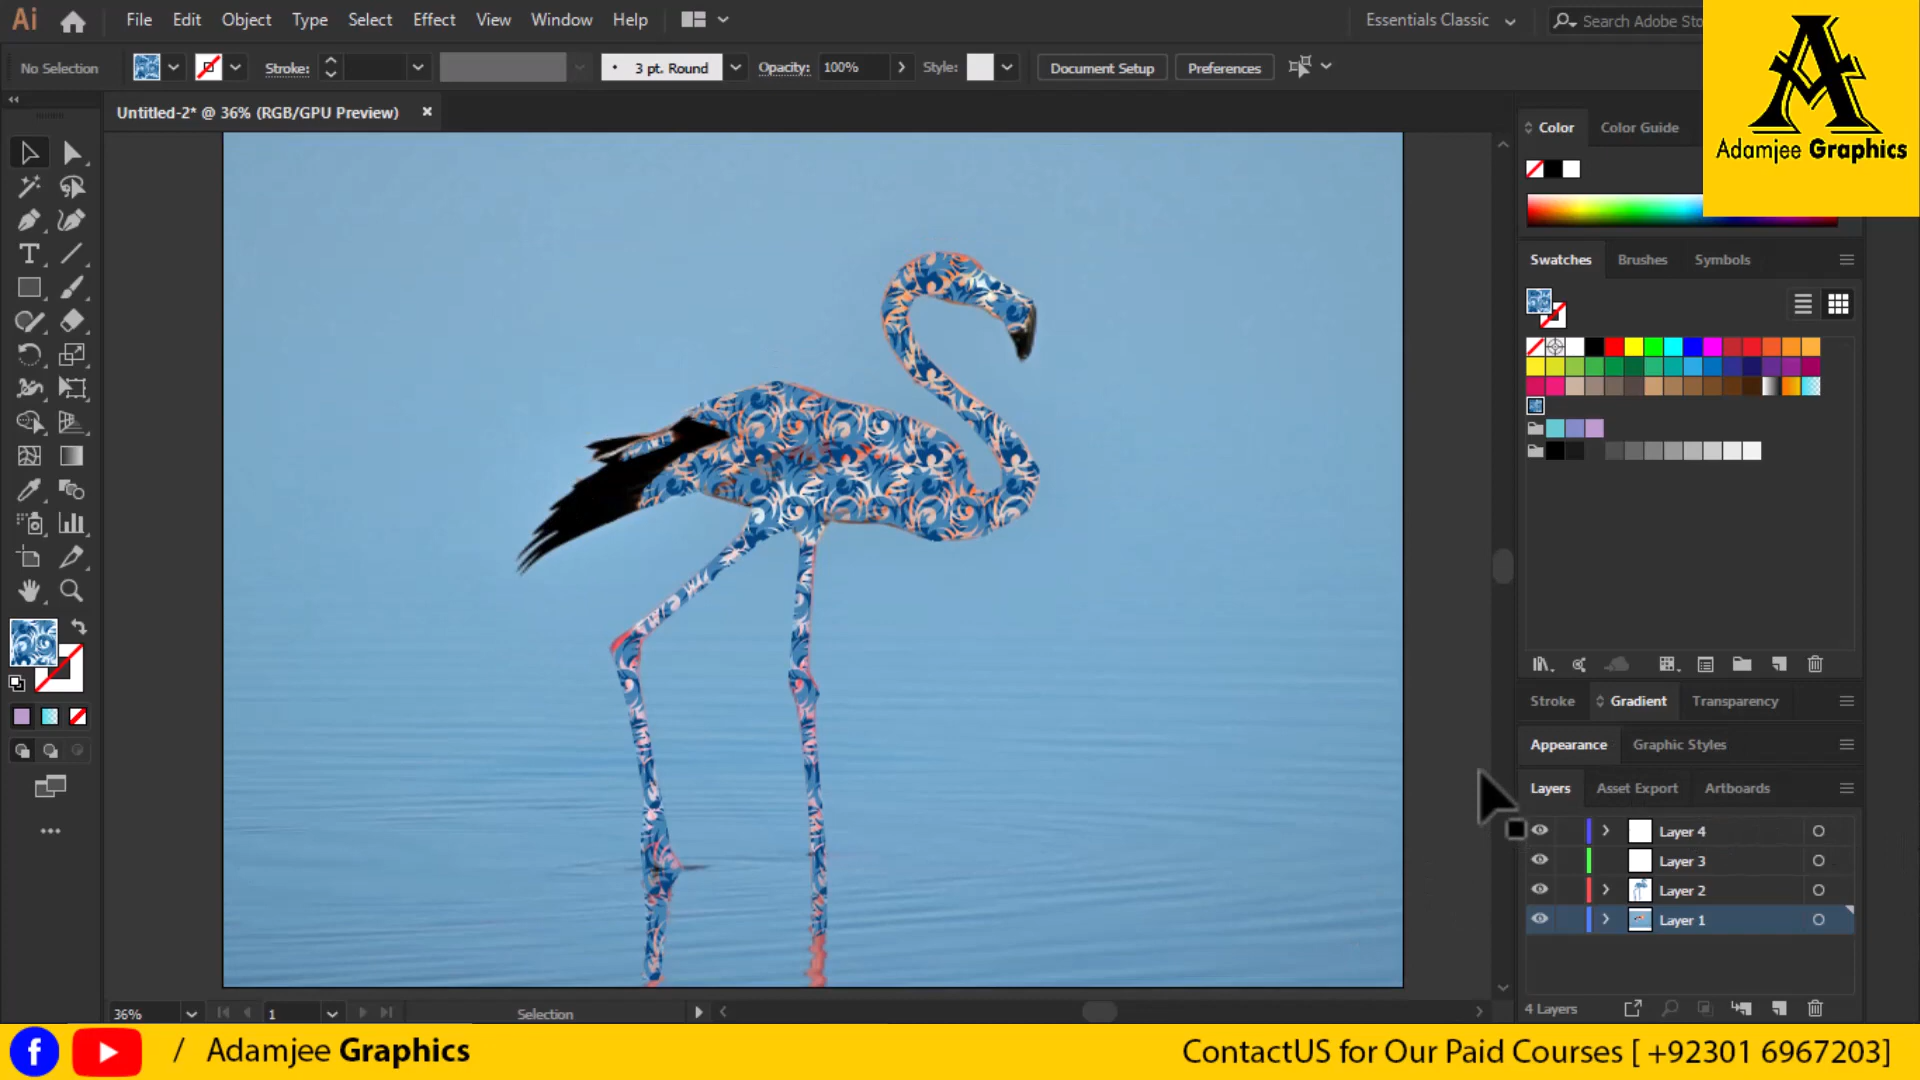 Ai File Edit Object Type Select Effect View Window Help Essentials Classic Search Adobe Sto
No Selection Stroke: 3 pt. Round Opacity: 100% Style: Document Setup Preferences
Untitled-2* @ 36% (RGB/GPU Preview)
A
Adamjee Graphics
Color Color Guide
Swatches Brushes Symbols
Stroke Gradient Transparency
Appearance Graphic Styles
Layers Asset Export Artboards
Layer 4
Layer 3
Layer 2
Layer 1
4 Layers
36% 1 Selection
/ Adamjee Graphics
ContactUS for Our Paid Courses [ +92301 6967203]